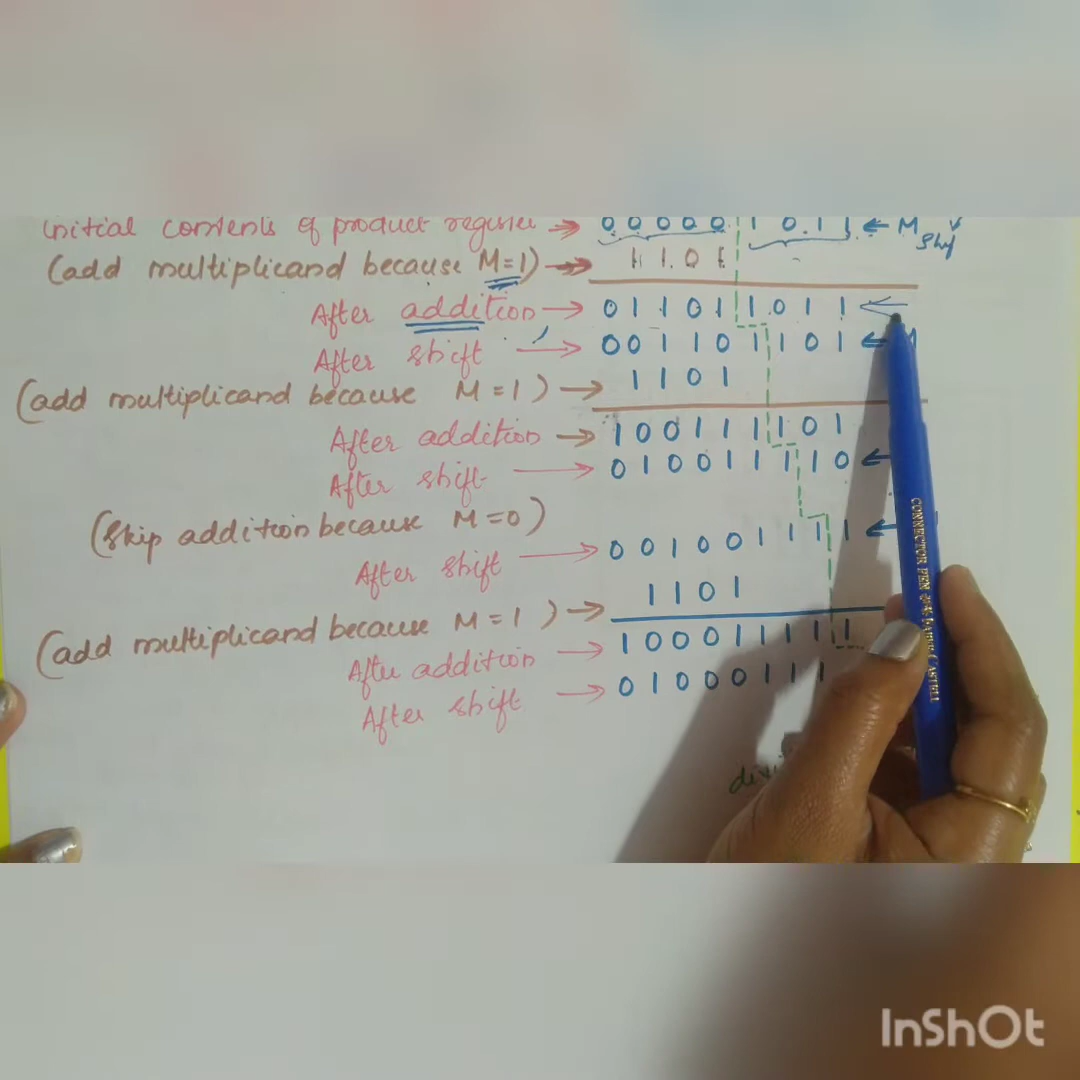 initial contents of product register → 0 0 0 0 0 1 0 1 1 ← M
(add multiplicand because M=1) → 1 1 0 1
After addition → 0 1 1 0 1 1 0 1 1 ←
After shift → 0 0 1 1 0 1 1 0 1 ← M
(add multiplicand because M=1) → 1 1 0 1
After addition → 1 0 0 1 1 1 1 0 1
After shift → 0 1 0 0 1 1 1 1 0 ←
(skip addition because M=0)
After shift → 0 0 1 0 0 1 1 1 1 ←
(add multiplicand because M=1) → 1 1 0 1
After addition → 1 0 0 0 1 1 1 1 1
After shift → 0 1 0 0 0 1 1 1
CONNECTOR PEN
InShOt